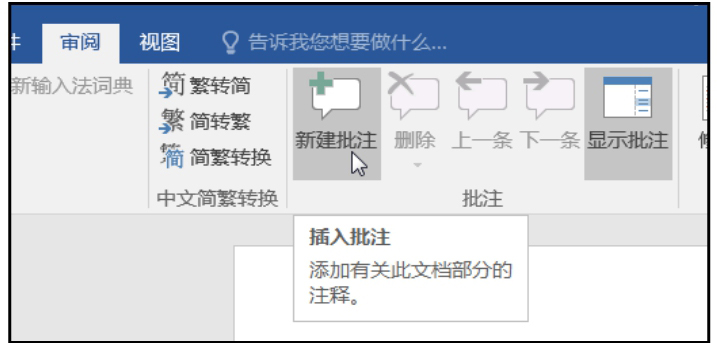 审阅 视图 告诉我您想要做什么...
新输入法词典
繁转简
简转繁
简繁转换
中文简繁转换
新建批注 删除 上一条 下一条 显示批注
批注
插入批注
添加有关此文档部分的
注释。